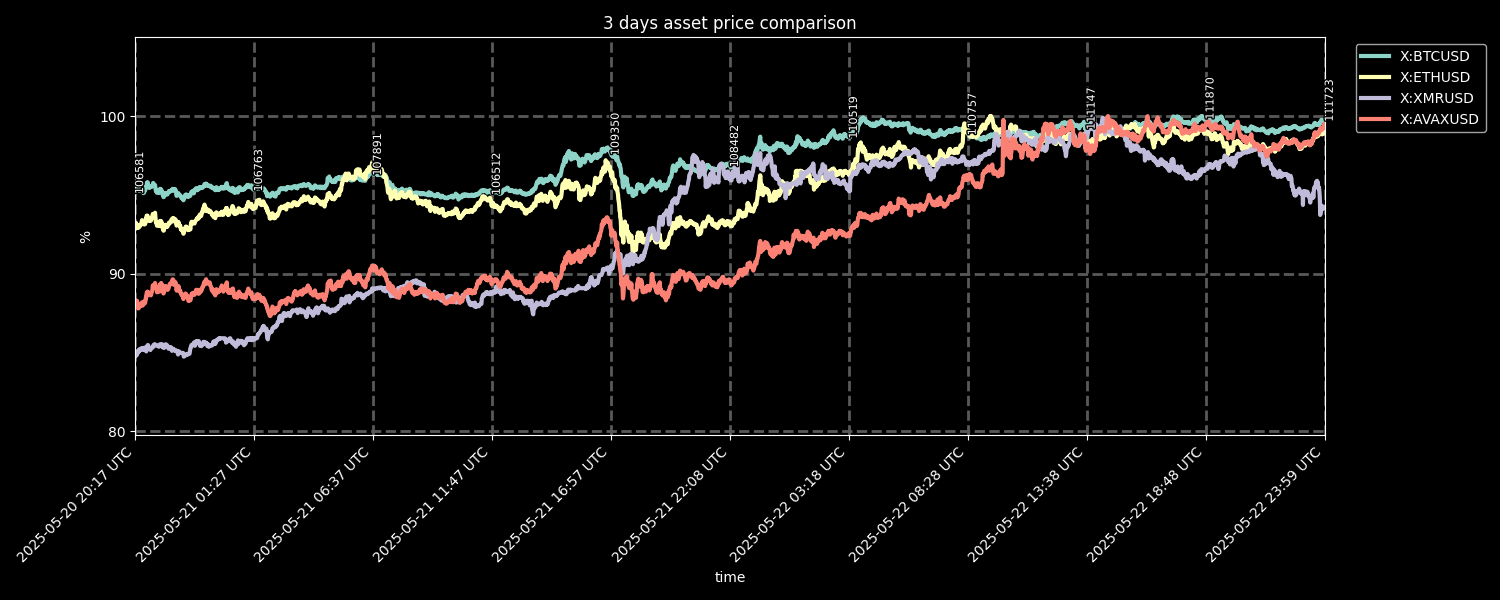 3 days asset price comparison
X:BTCUSD
X:ETHUSD
X:XMRUSD
X:AVAXUSD
100
90
80
%
106581
106763
107891
106512
109350
108482
110519
110757
111147
111870
111723
2025-05-20 20:17 UTC
2025-05-21 01:27 UTC
2025-05-21 06:37 UTC
2025-05-21 11:47 UTC
2025-05-21 16:57 UTC
2025-05-21 22:08 UTC
2025-05-22 03:18 UTC
2025-05-22 08:28 UTC
2025-05-22 13:38 UTC
2025-05-22 18:48 UTC
2025-05-22 23:59 UTC
time